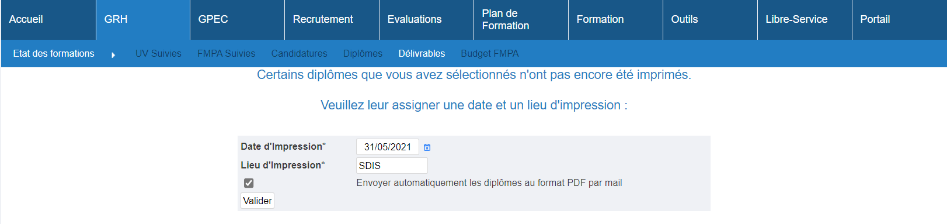 Accueil GRH GPEC Recrutement Evaluations Plan de Formation Formation Outils Libre-Service Portail
Etat des formations UV Suivies FMPA Suivies Candidatures Diplômes Délivrables Budget FMPA
Certains diplômes que vous avez sélectionnés n'ont pas encore été imprimés.
Veuillez leur assigner une date et un lieu d'impression :
Date d'Impression* 31/05/2021
Lieu d'Impression* SDIS
Envoyer automatiquement les diplômes au format PDF par mail
Valider